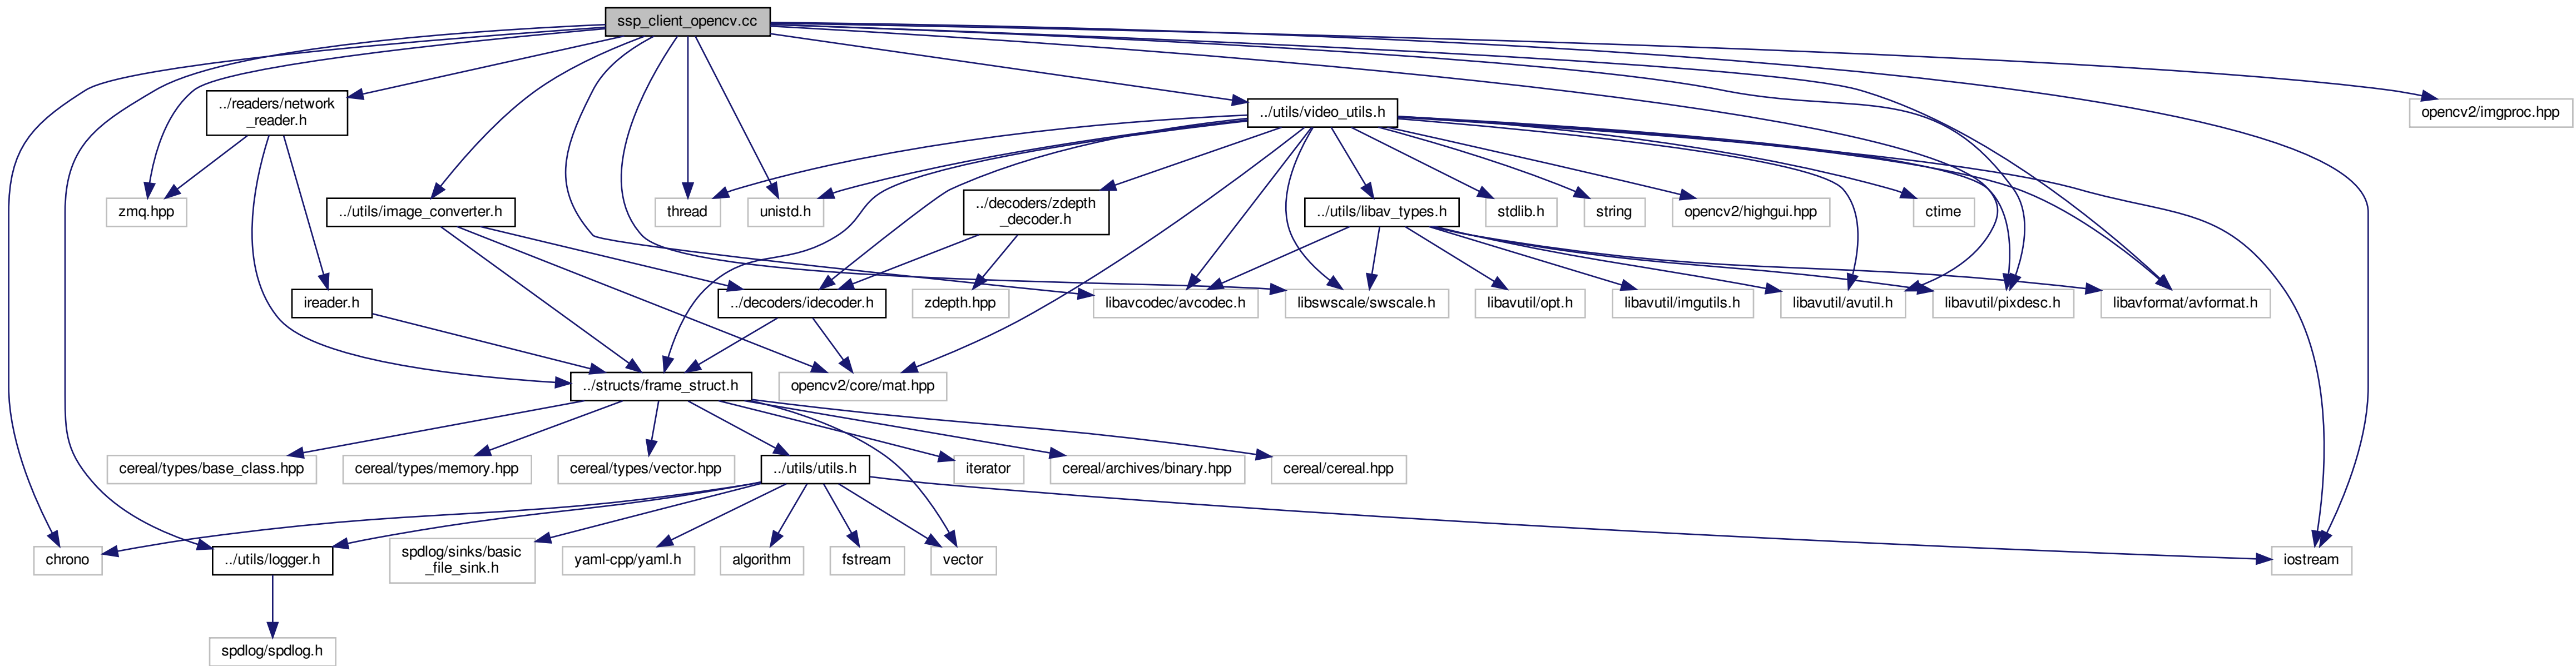 ssp_client_opencv.cc
../readers/network
_reader.h
../utils/video_utils.h
opencv2/imgproc.hpp
zmq.hpp
../utils/image_converter.h
thread
unistd.h
../decoders/zdepth
_decoder.h
../utils/libav_types.h
stdlib.h
string
opencv2/highgui.hpp
ctime
ireader.h
../decoders/idecoder.h
zdepth.hpp
libavcodec/avcodec.h
libswscale/swscale.h
libavutil/opt.h
libavutil/imgutils.h
libavutil/avutil.h
libavutil/pixdesc.h
libavformat/avformat.h
../structs/frame_struct.h
opencv2/core/mat.hpp
cereal/types/base_class.hpp
cereal/types/memory.hpp
cereal/types/vector.hpp
../utils/utils.h
iterator
cereal/archives/binary.hpp
cereal/cereal.hpp
chrono
../utils/logger.h
spdlog/sinks/basic
_file_sink.h
yaml-cpp/yaml.h
algorithm
fstream
vector
iostream
spdlog/spdlog.h